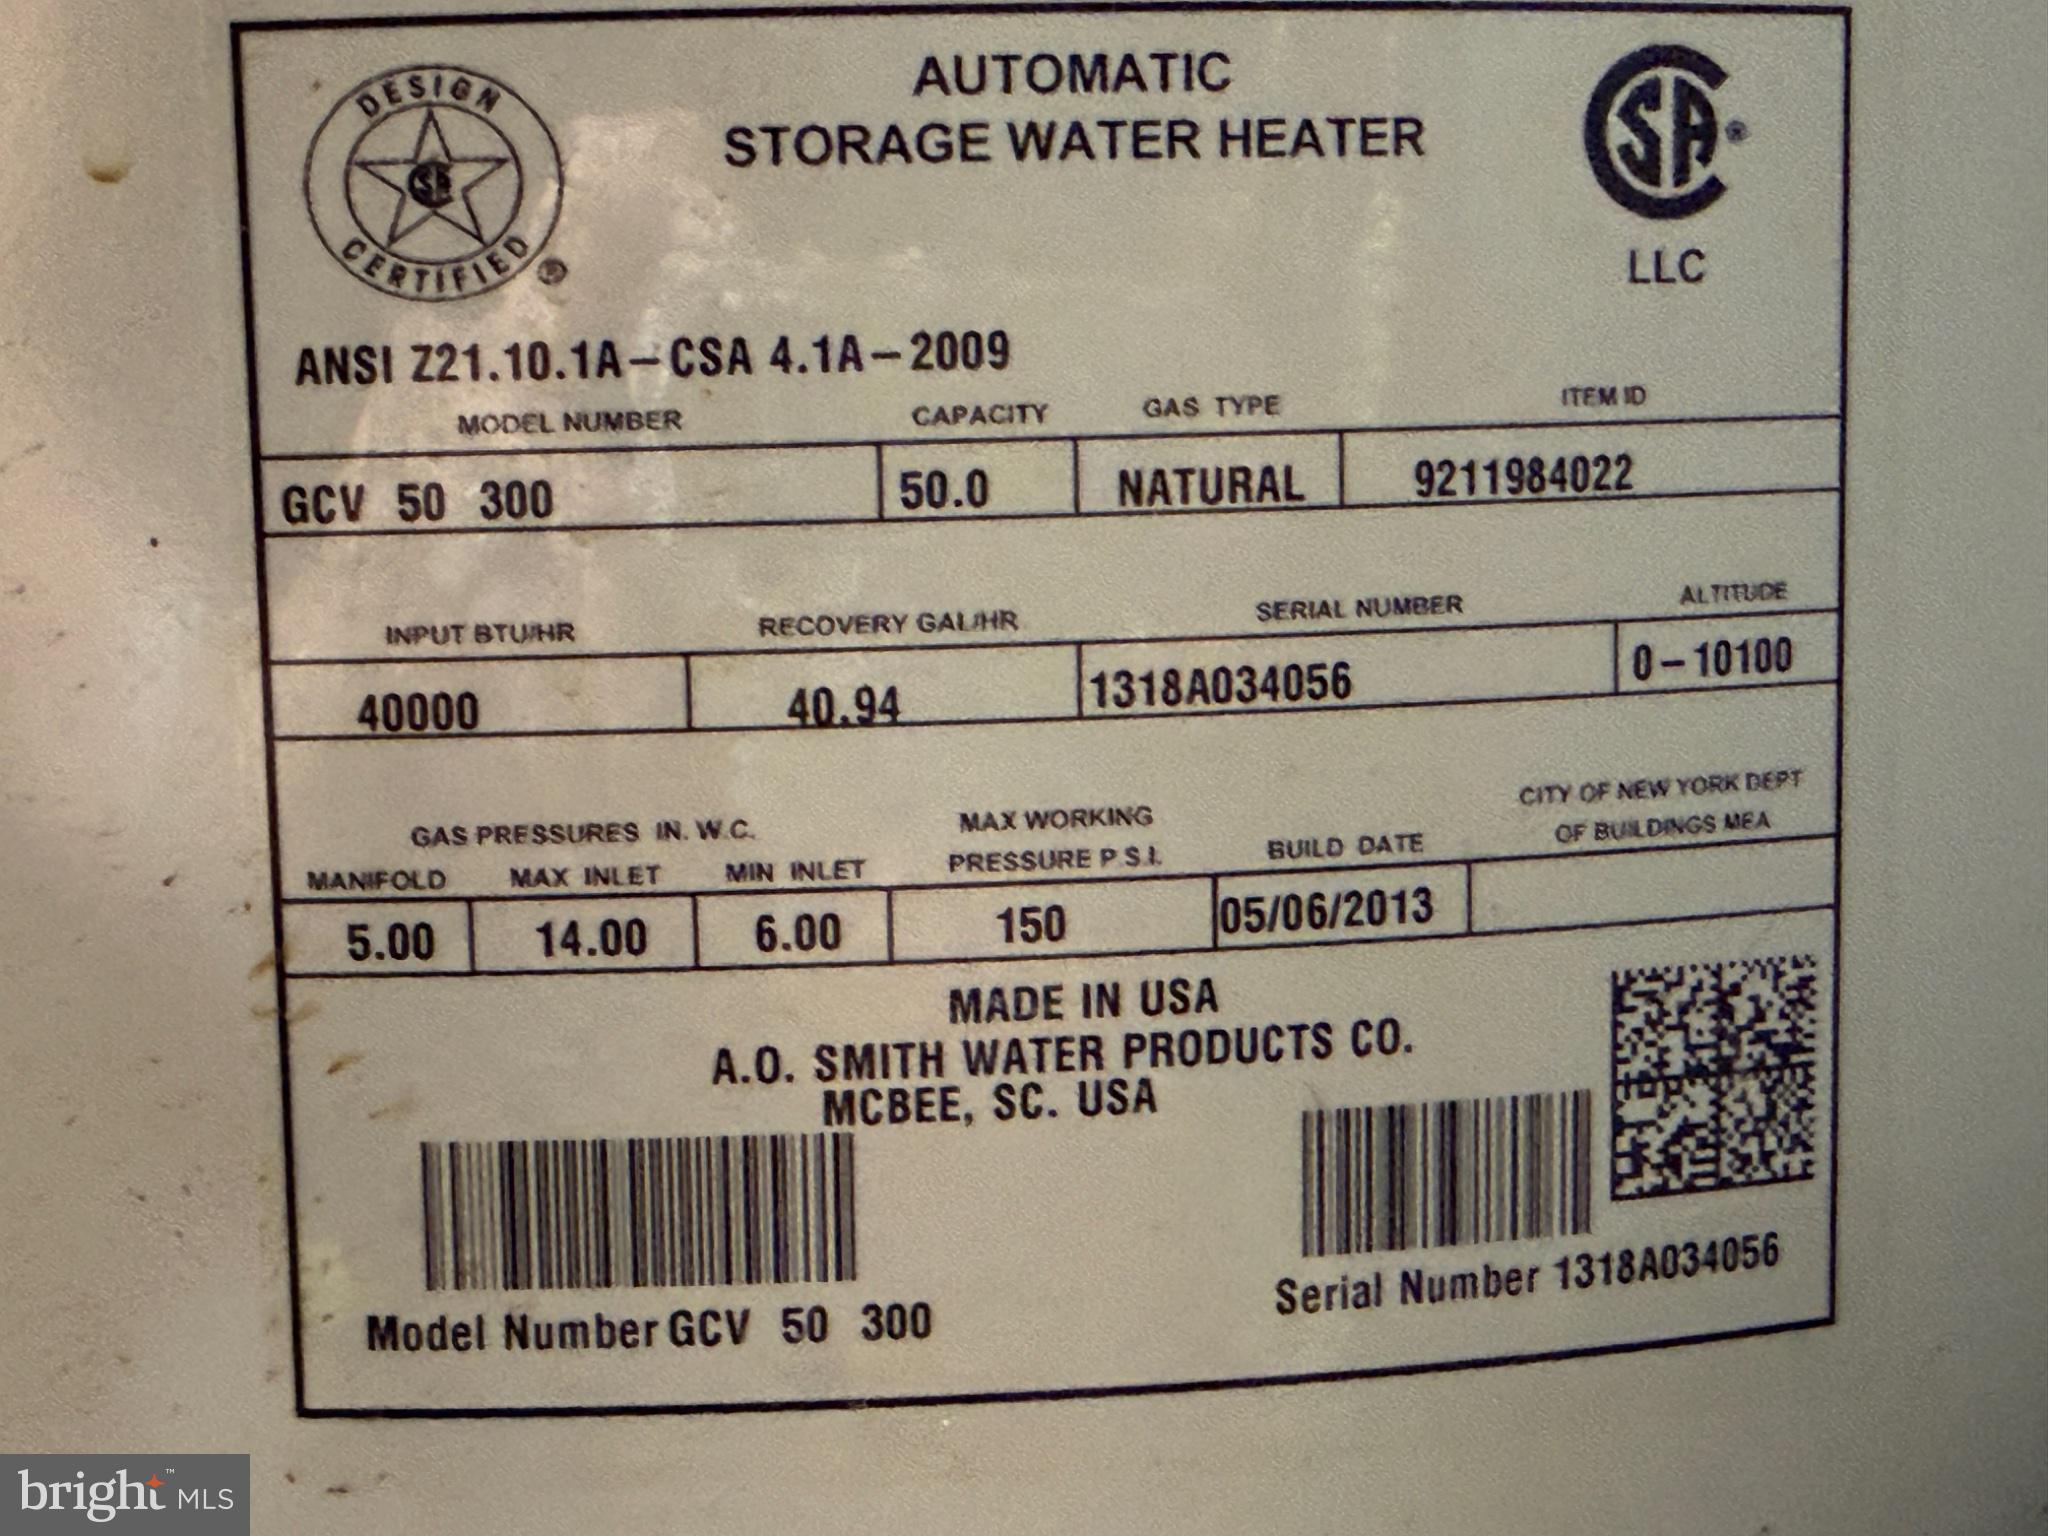 DESIGN
CSA
CERTIFIED ®
AUTOMATIC
STORAGE WATER HEATER
CSA ®
LLC
ANSI Z21.10.1A-CSA 4.1A-2009
MODEL NUMBER CAPACITY GAS TYPE ITEM ID
GCV 50 300 50.0 NATURAL 9211984022
INPUT BTU/HR RECOVERY GAL/HR SERIAL NUMBER ALTITUDE
40000 40.94 1318A034056 0-10100
GAS PRESSURES IN. W.C. MAX WORKING CITY OF NEW YORK DEPT
MANIFOLD MAX INLET MIN INLET PRESSURE P.S.I. BUILD DATE OF BUILDINGS MEA
5.00 14.00 6.00 150 05/06/2013
MADE IN USA
A.O. SMITH WATER PRODUCTS CO.
MCBEE, SC. USA
Model Number GCV 50 300
Serial Number 1318A034056
bright™ MLS